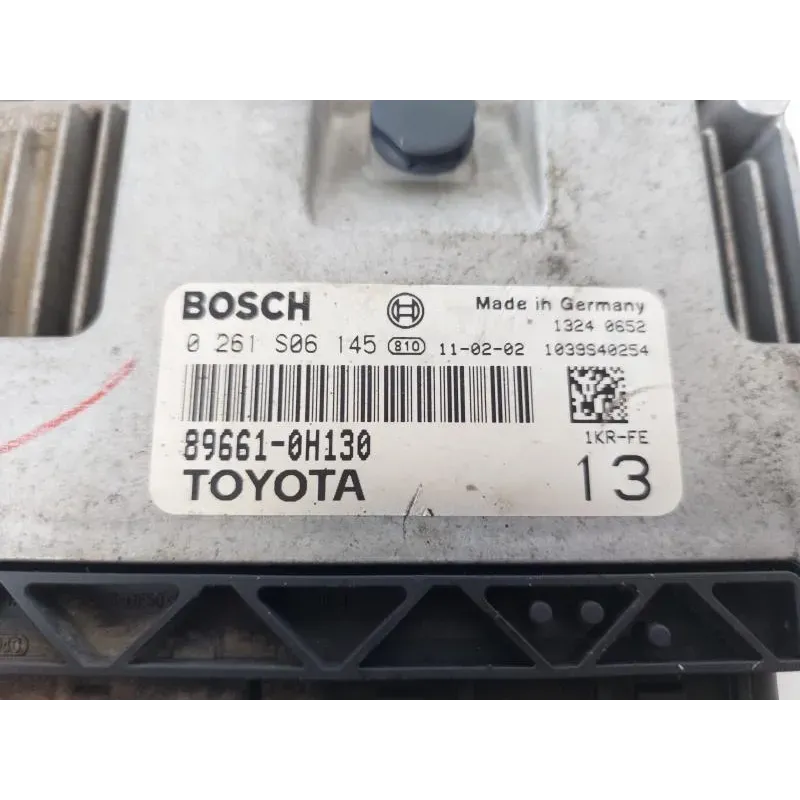 BOSCH Made in Germany
1324 0652
0 261 S06 145 810 11-02-02 1039S40254
89661-0H130 1KR-FE
TOYOTA 13